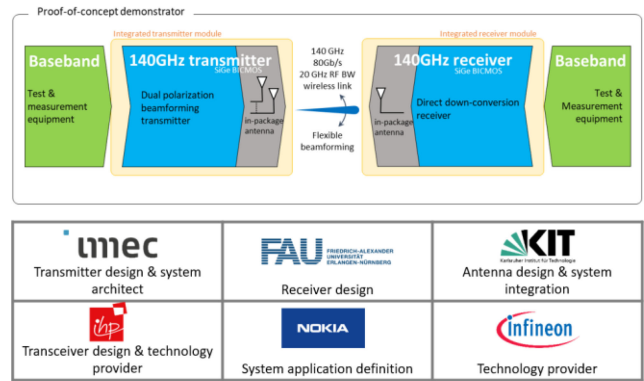 Proof-of-concept demonstrator
Integrated transmitter module
Integrated receiver module
Baseband
Test &
measurement
equipment
140GHz transmitter
SiGe BICMOS
Dual polarization
beamforming
transmitter
in-package
antenna
140 GHz
80Gb/s
20 GHz RF BW
wireless link
Flexible
beamforming
140GHz receiver
SiGe BICMOS
in-package
antenna
Direct down-conversion
receiver
Baseband
Test &
Measurement
equipment
imec
Transmitter design & system
architect
FAU
FRIEDRICH-ALEXANDER
UNIVERSITÄT
ERLANGEN-NÜRNBERG
Receiver design
KIT
Karlsruher Institut für Technologie
Antenna design & system
integration
ihp
Transceiver design & technology
provider
NOKIA
System application definition
infineon
Technology provider